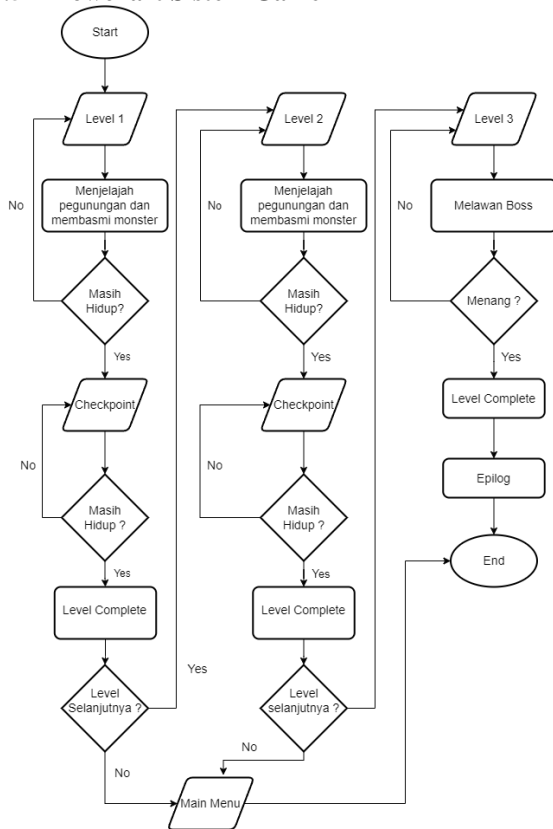 Start
Level 1
No
Menjelajah
pegunungan dan
membasmi monster
Masih
Hidup?
Yes
Checkpoint
No
Masih
Hidup ?
Yes
Level Complete
Level
Selanjutnya ?
Yes
No
Level 2
No
Menjelajah
pegunungan dan
membasmi monster
Masih
Hidup?
Yes
Checkpoint
No
Masih
Hidup ?
Yes
Level Complete
Level
selanjutnya ?
No
Main Menu
Level 3
No
Melawan Boss
Menang ?
Yes
Level Complete
Epilog
End